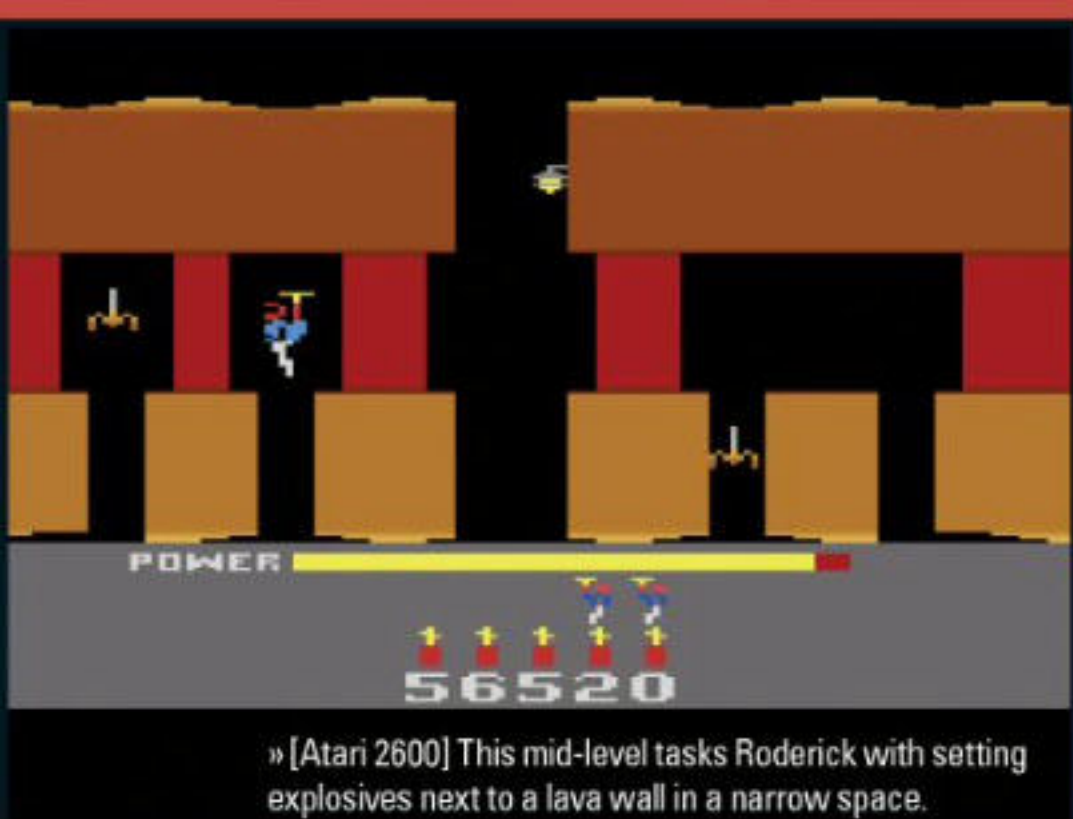 POWER
56520
» [Atari 2600] This mid-level tasks Roderick with setting
explosives next to a lava wall in a narrow space.